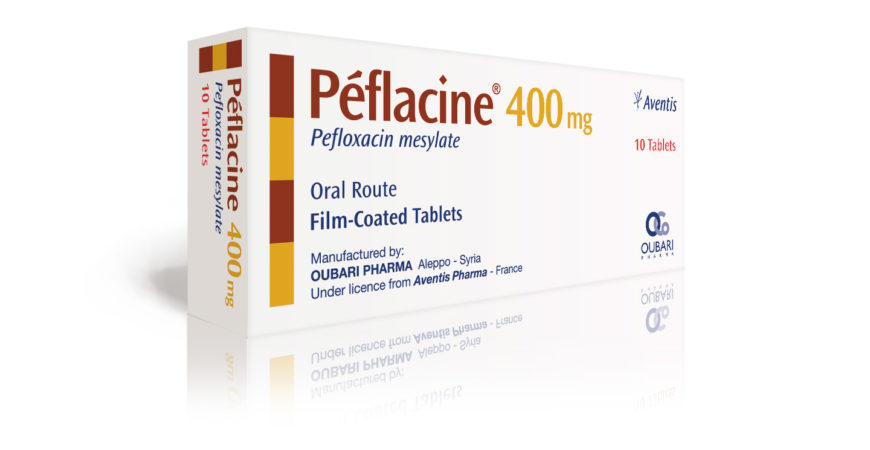 Péflacine® 400 mg
Pefloxacin mesylate
Oral Route
Film-Coated Tablets
Manufactured by:
OUBARI PHARMA Aleppo - Syria
Under licence from Aventis Pharma - France
Aventis
10 Tablets
OUBARI
PHARMA
Péflacine 400 mg
Pefloxacin mesylate
10 Tablets